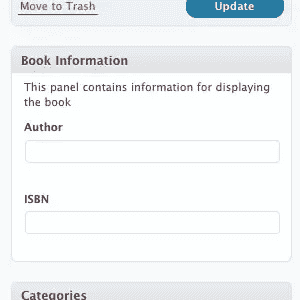 Move to Trash
Update
Book Information
This panel contains information for displaying
the book
Author
ISBN
Categories